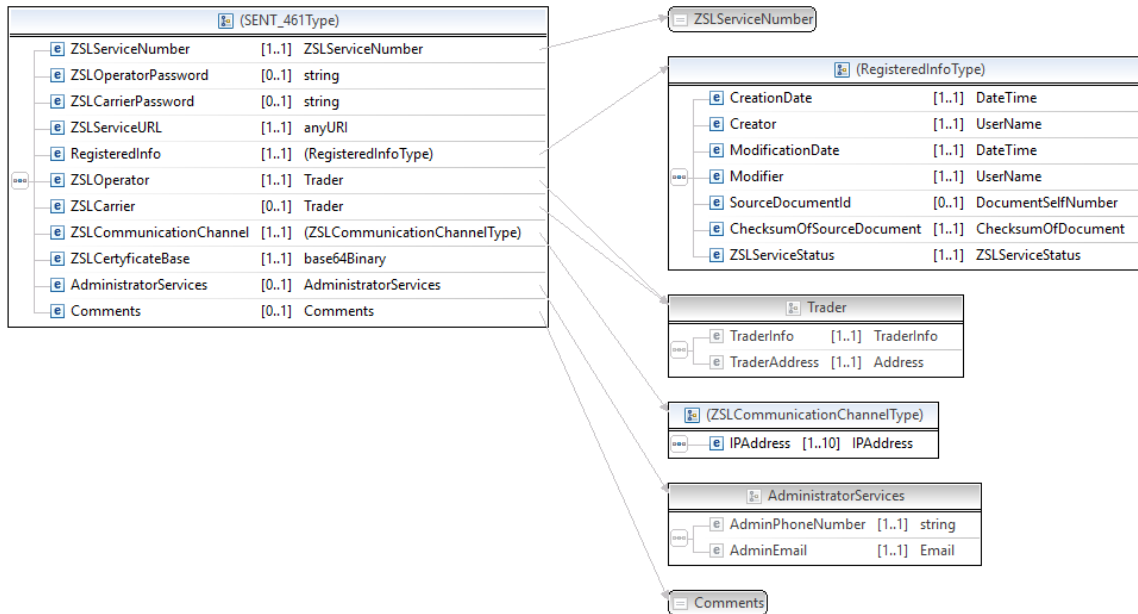 (SENT_461Type)
ZSLServiceNumber [1..1] ZSLServiceNumber
ZSLOperatorPassword [0..1] string
ZSLCarrierPassword [0..1] string
ZSLServiceURL [1..1] anyURI
RegisteredInfo [1..1] (RegisteredInfoType)
ZSLOperator [1..1] Trader
ZSLCarrier [0..1] Trader
ZSLCommunicationChannel [1..1] (ZSLCommunicationChannelType)
ZSLCertyficateBase [1..1] base64Binary
AdministratorServices [0..1] AdministratorServices
Comments [0..1] Comments
ZSLServiceNumber
(RegisteredInfoType)
CreationDate [1..1] DateTime
Creator [1..1] UserName
ModificationDate [1..1] DateTime
Modifier [1..1] UserName
SourceDocumentId [0..1] DocumentSelfNumber
ChecksumOfSourceDocument [1..1] ChecksumOfDocument
ZSLServiceStatus [1..1] ZSLServiceStatus
Trader
TraderInfo [1..1] TraderInfo
TraderAddress [1..1] Address
(ZSLCommunicationChannelType)
IPAddress [1..10] IPAddress
AdministratorServices
AdminPhoneNumber [1..1] string
AdminEmail [1..1] Email
Comments